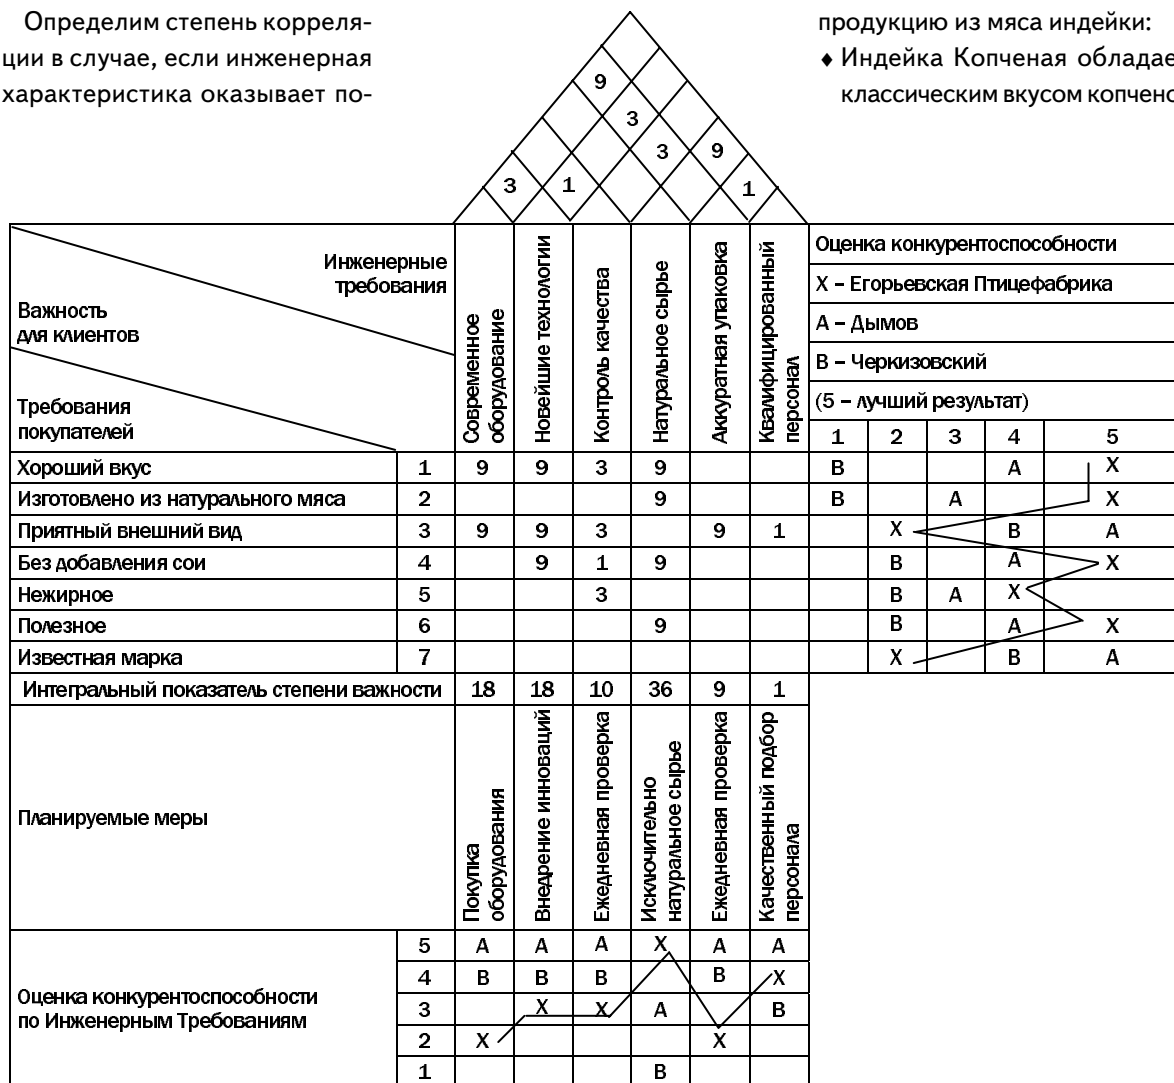 Определим степень корреля-
ции в случае, если инженерная
характеристика оказывает по-
продукцию из мяса индейки:
♦ Индейка Копченая обладае
классическим вкусом копчено
9
3
3 9
3 1 1
Инженерные
требования
Важность
для клиентов
Требования
покупателей
Современное
оборудование
Новейшие технологии
Контроль качества
Натуральное сырье
Аккуратная упаковка
Квалифицированный
персонал
Оценка конкурентоспособности
X – Егорьевская Птицефабрика
А – Дымов
В – Черкизовский
(5 – лучший результат)
1 2 3 4 5
Хороший вкус 1 9 9 3 9 В А X
Изготовлено из натурального мяса 2 9 В А X
Приятный внешний вид 3 9 9 3 9 1 X В А
Без добавления сои 4 9 1 9 В А X
Нежирное 5 3 В А X
Полезное 6 9 В А X
Известная марка 7 X В А
Интегральный показатель степени важности 18 18 10 36 9 1
Планируемые меры
Покупка
оборудования
Внедрение инноваций
Ежедневная проверка
Исключительно
натуральное сырье
Ежедневная проверка
Качественный подбор
персонала
Оценка конкурентоспособности
по Инженерным Требованиям
5 А А А X А А
4 В В В В X
3 X X А В
2 X X
1 В